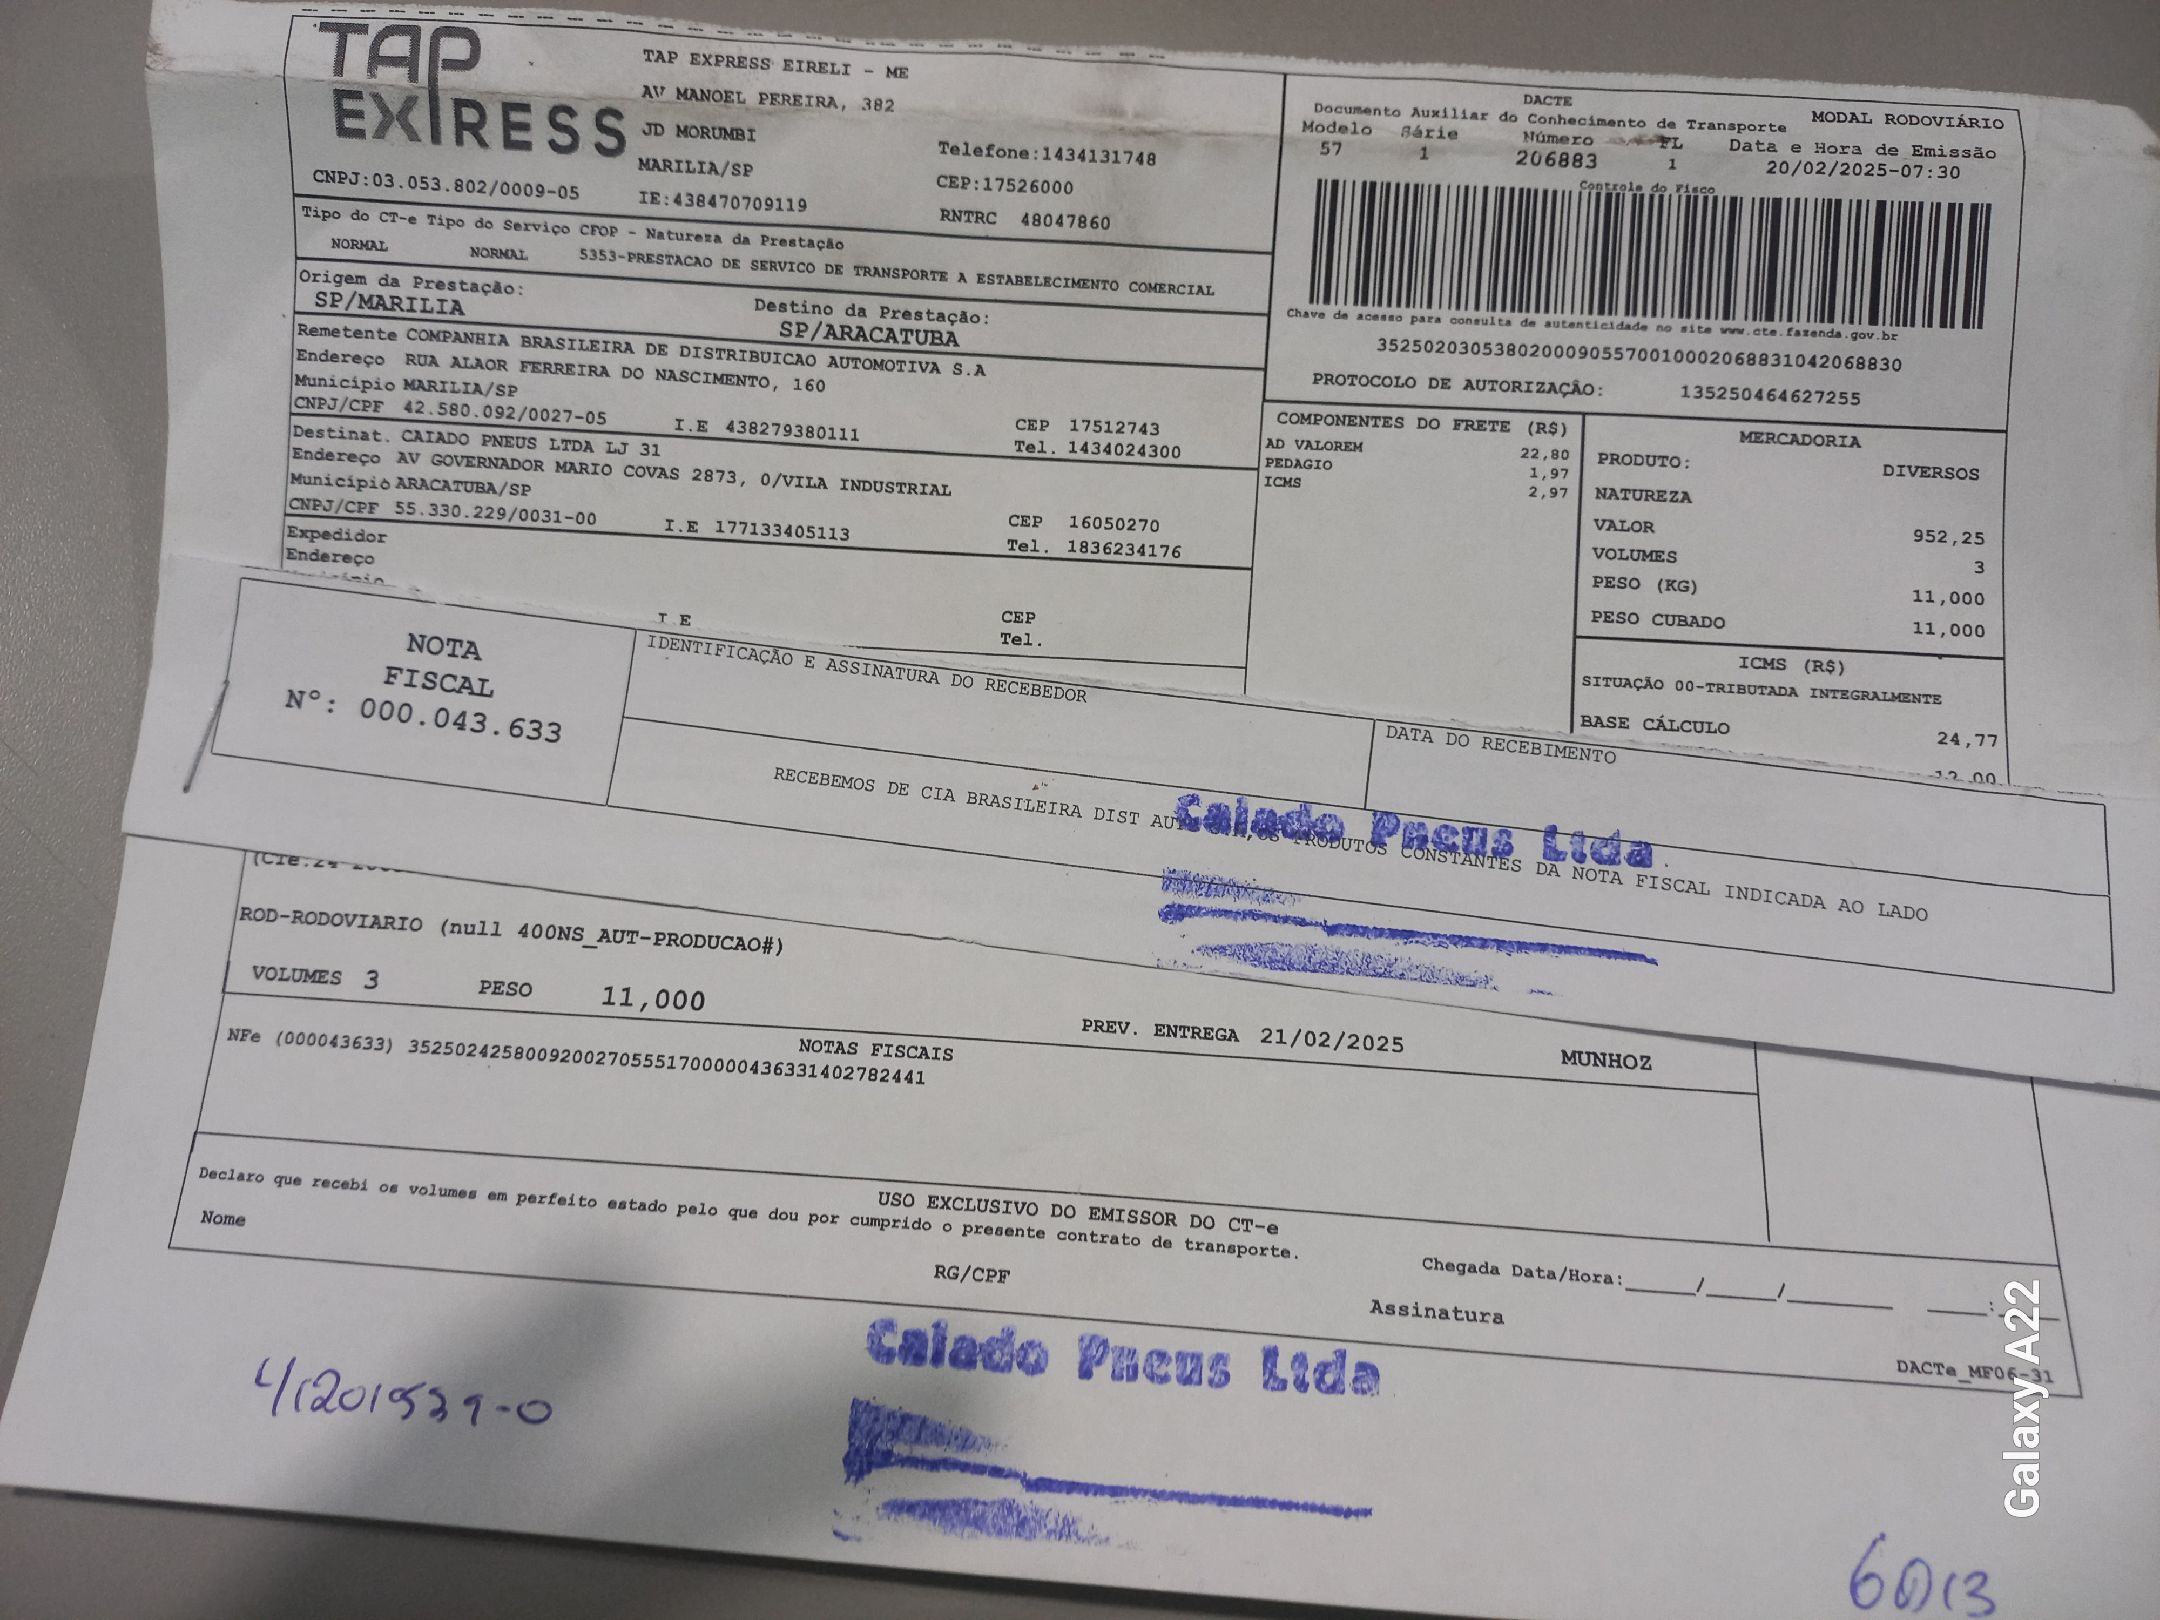 TAP EXPRESS
TAP EXPRESS EIRELI - ME
AV MANOEL PEREIRA, 382
JD MORUMBI
Telefone:1434131748
MARILIA/SP
CEP:17526000
CNPJ:03.053.802/0009-05
IE:438470709119
RNTRC 48047860
DACTE
Documento Auxiliar do Conhecimento de Transporte
MODAL RODOVIÁRIO
Modelo Série Número FL Data e Hora de Emissão
57 1 206883 1 20/02/2025-07:30
Controle do Fisco
Chave de acesso para consulta de autenticidade no site www.cte.fazenda.gov.br
35250203053802000905570010002068831042068830
PROTOCOLO DE AUTORIZAÇÃO: 135250464627255
Tipo do CT-e Tipo do Serviço CFOP - Natureza da Prestação
NORMAL NORMAL 5353-PRESTACAO DE SERVICO DE TRANSPORTE A ESTABELECIMENTO COMERCIAL
Origem da Prestação: Destino da Prestação:
SP/MARILIA SP/ARACATUBA
Remetente COMPANHIA BRASILEIRA DE DISTRIBUICAO AUTOMOTIVA S.A
Endereço RUA ALAOR FERREIRA DO NASCIMENTO, 160
Município MARILIA/SP CEP 17512743
CNPJ/CPF 42.580.092/0027-05 I.E 438279380111 Tel. 1434024300
Destinat. CAIADO PNEUS LTDA LJ 31
Endereço AV GOVERNADOR MARIO COVAS 2873, 0/VILA INDUSTRIAL
Município ARACATUBA/SP CEP 16050270
CNPJ/CPF 55.330.229/0031-00 I.E 177133405113 Tel. 1836234176
Expedidor
Endereço
Município
I E
CEP
Tel.
COMPONENTES DO FRETE (R$)
AD VALOREM 22,80
PEDAGIO 1,97
ICMS 2,97
MERCADORIA
PRODUTO: DIVERSOS
NATUREZA
VALOR 952,25
VOLUMES 3
PESO (KG) 11,000
PESO CUBADO 11,000
ICMS (R$)
SITUAÇÃO 00-TRIBUTADA INTEGRALMENTE
BASE CÁLCULO 24,77
12,00
NOTA
FISCAL
Nº: 000.043.633
IDENTIFICAÇÃO E ASSINATURA DO RECEBEDOR
DATA DO RECEBIMENTO
RECEBEMOS DE CIA BRASILEIRA DIST PRODUTOS CONSTANTES DA NOTA FISCAL INDICADA AO LADO
Caiado Pneus Ltda
ROD-RODOVIARIO (null 400NS_AUT-PRODUCAO#)
VOLUMES 3 PESO 11,000 PREV. ENTREGA 21/02/2025 MUNHOZ
NOTAS FISCAIS
NFe (000043633) 35250242580092002705551700000436331402782441
USO EXCLUSIVO DO EMISSOR DO CT-e
Declaro que recebi os volumes em perfeito estado pelo que dou por cumprido o presente contrato de transporte.
Nome RG/CPF Assinatura Chegada Data/Hora:_____/_____/________ ____:____
DACTe_MF06-31
Caiado Pneus Ltda
Galaxy A22